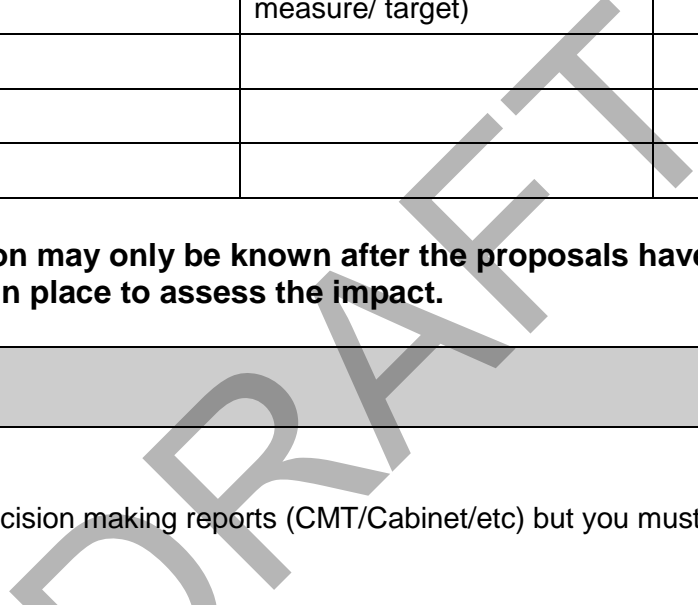 measure/ target)
on may only be known after the proposals have
n place to assess the impact.
cision making reports (CMT/Cabinet/etc) but you must
DRAFT